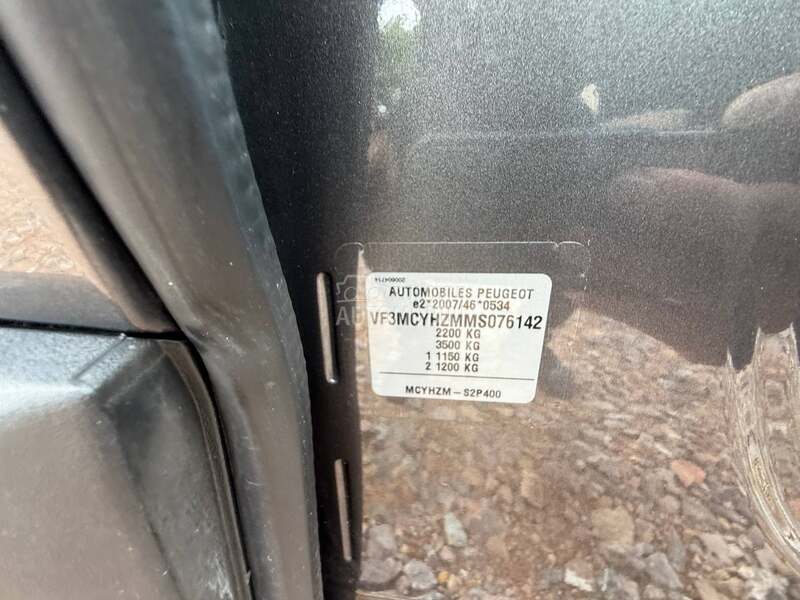 200804714
AUTOMOBILES PEUGEOT
e2*2007/46*0534
VF3MCYHZMMS076142
2200 KG
3500 KG
1 1150 KG
2 1200 KG
MCYHZM - S2P400